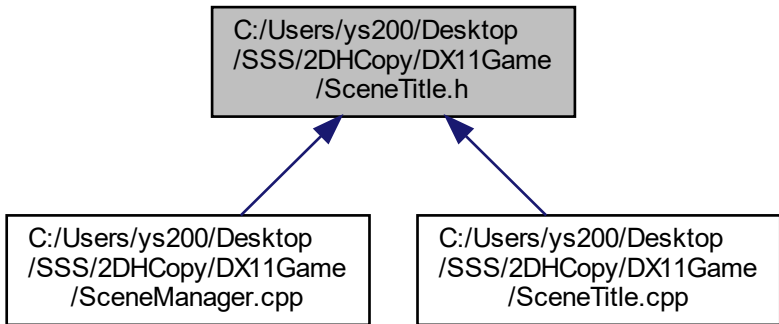 C:/Users/ys200/Desktop
/SSS/2DHCopy/DX11Game
/SceneTitle.h
C:/Users/ys200/Desktop
/SSS/2DHCopy/DX11Game
/SceneManager.cpp
C:/Users/ys200/Desktop
/SSS/2DHCopy/DX11Game
/SceneTitle.cpp